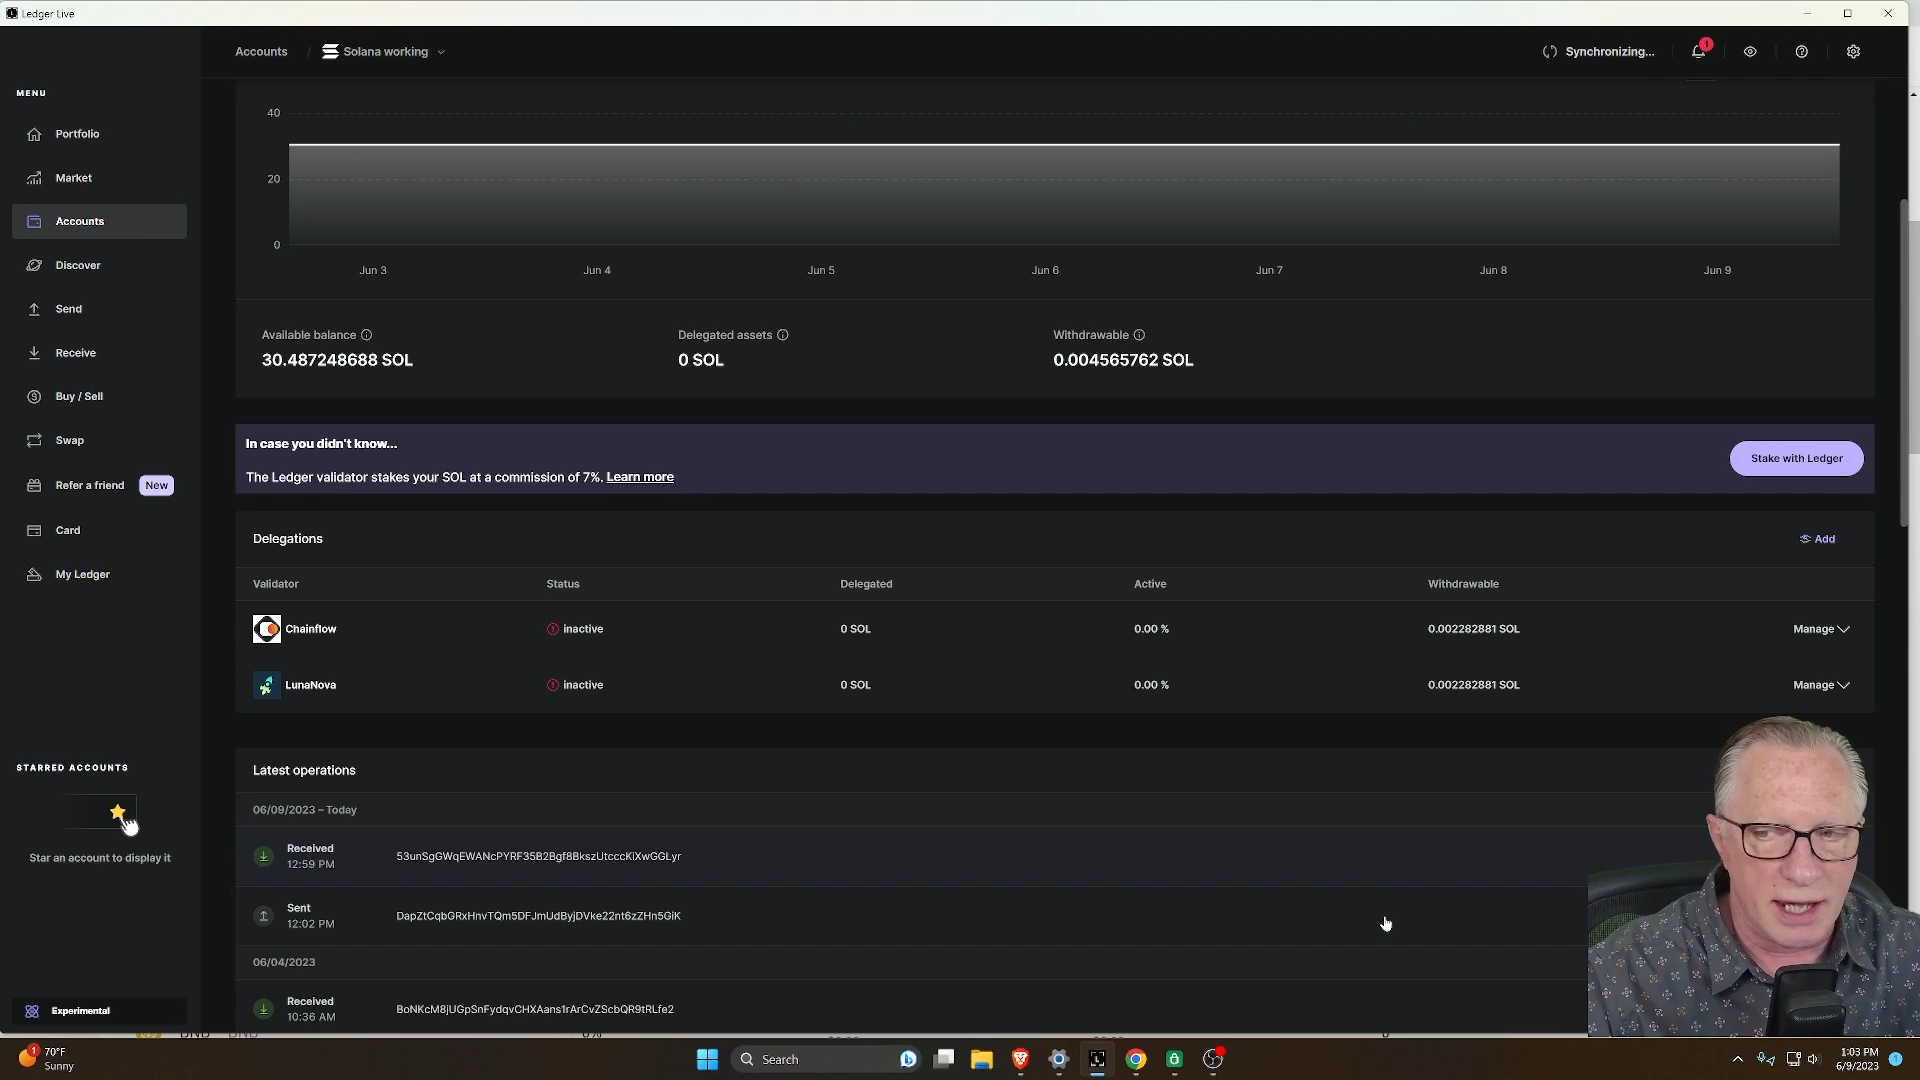 Ledger Live
Accounts / Solana working
Synchronizing...
1
MENU
Portfolio
Market
Accounts
Discover
Send
Receive
Buy / Sell
Swap
Refer a friend New
Card
My Ledger
STARRED ACCOUNTS
Star an account to display it
Experimental
40
20
0
Jun 3 Jun 4 Jun 5 Jun 6 Jun 7 Jun 8 Jun 9
Available balance Delegated assets Withdrawable
30.487248688 SOL 0 SOL 0.004565762 SOL
In case you didn't know...
The Ledger validator stakes your SOL at a commission of 7%. Learn more
Stake with Ledger
Delegations
Add
Validator Status Delegated Active Withdrawable
Chainflow inactive 0 SOL 0.00 % 0.002282881 SOL Manage
LunaNova inactive 0 SOL 0.00 % 0.002282881 SOL Manage
Latest operations
06/09/2023 – Today
Received
12:59 PM
53unSgGWqEWANcPYRF35B2Bgf8BkszUtcccKiXwGGLyr
Sent
12:02 PM
DapZtCqbGRxHnvTQm5DFJmUdByjDVke22nt6zZHn5GiK
06/04/2023
Received
10:36 AM
BoNKcM8jUGpSnFydqvCHXAans1rArCvZScbQR9tRLfe2
1
70°F
Sunny
Search
1:03 PM
6/9/2023
1